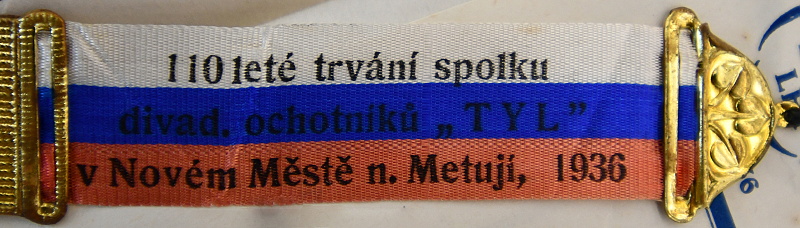 110leté trvání spolku
divad. ochotníků „TYL”
v Novém Městě n. Metují, 1936